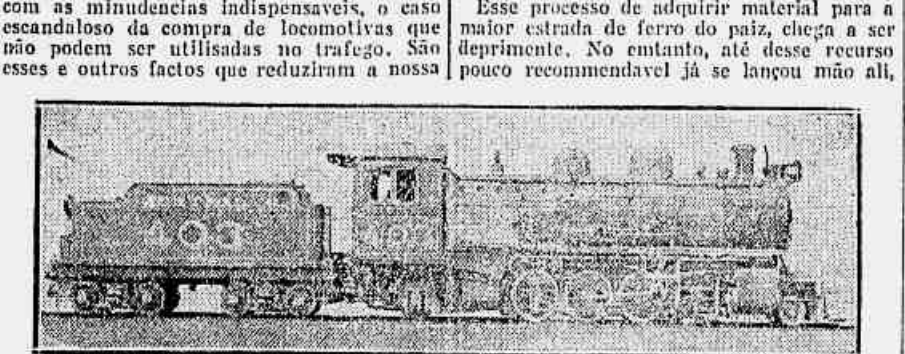 com as minudencias indispensaveis, o caso
escandaloso da compra de locomotivas que
não podem ser utilisadas no trafego. São
esses e outros factos que reduziram a nossa
Esse processo de adquirir material para a
maior estrada de ferro do paiz, chega a ser
deprimente. No emtanto, até desse recurso
pouco recommendavel já se lançou mão ali,
403